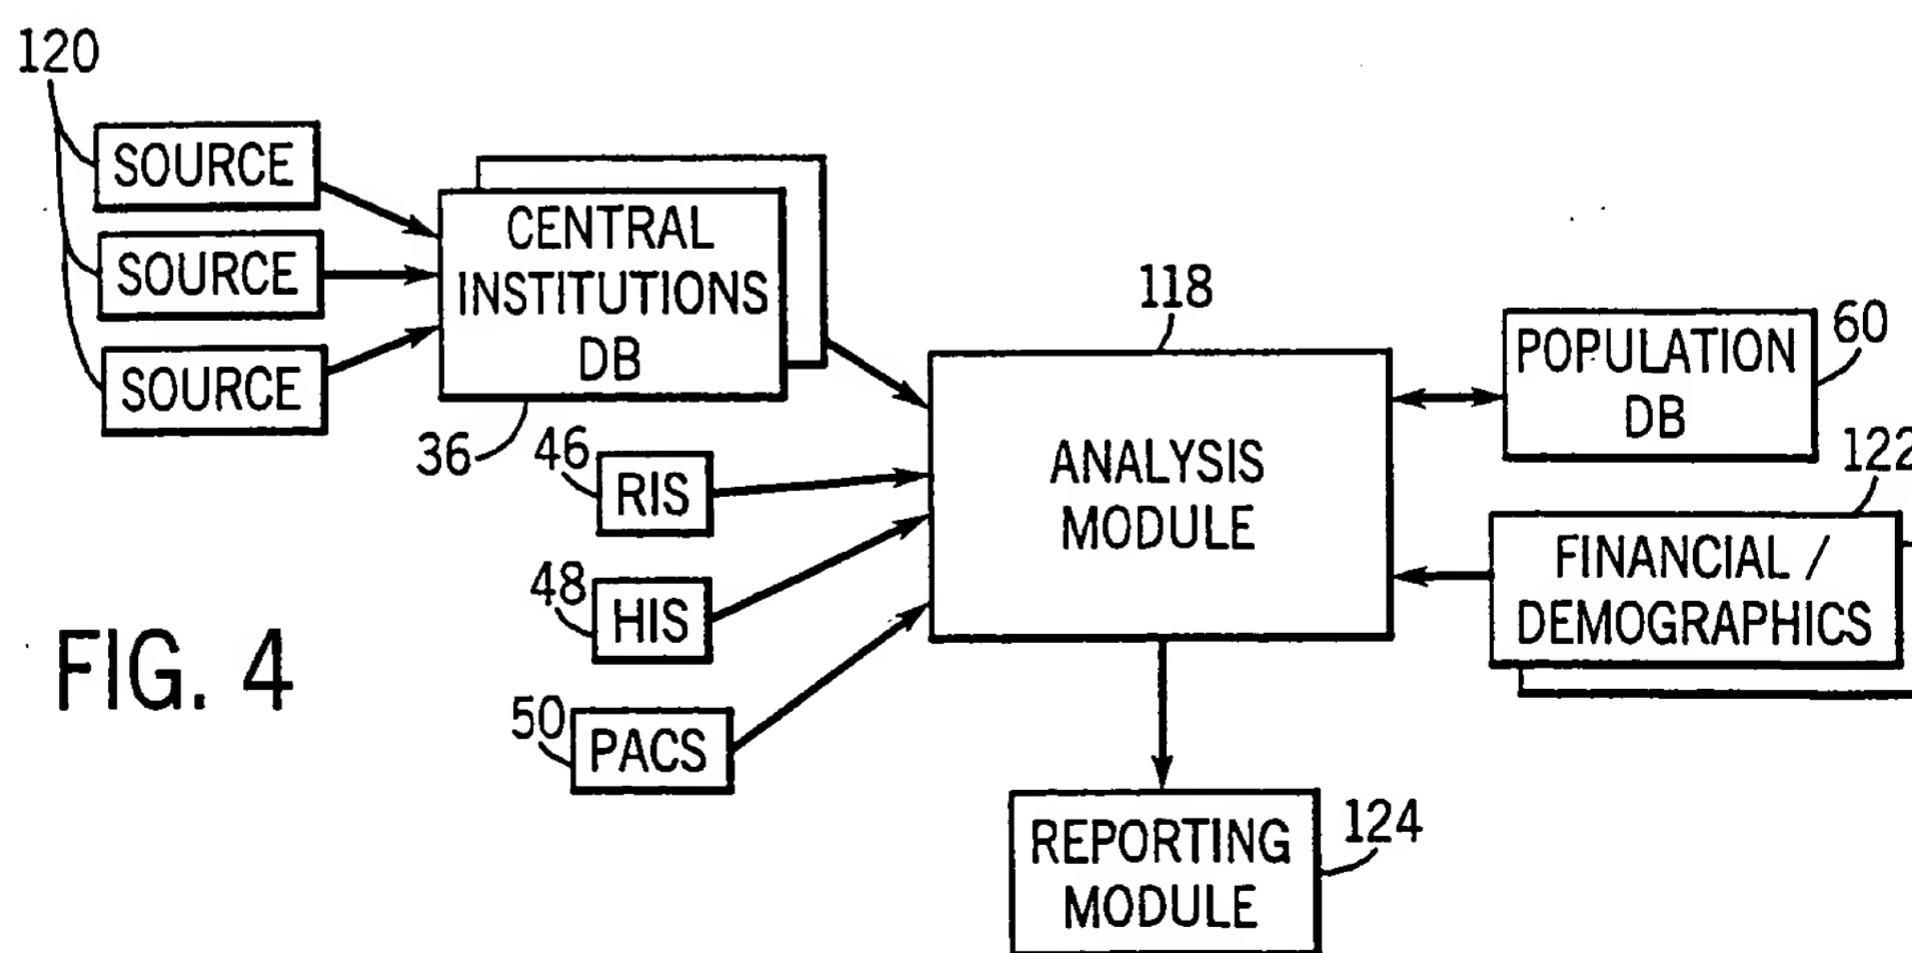 120
SOURCE
SOURCE
SOURCE
CENTRAL
INSTITUTIONS
DB
36
46
RIS
48
HIS
50
PACS
118
ANALYSIS
MODULE
POPULATION
DB
60
122
FINANCIAL /
DEMOGRAPHICS
REPORTING
MODULE
124
FIG. 4